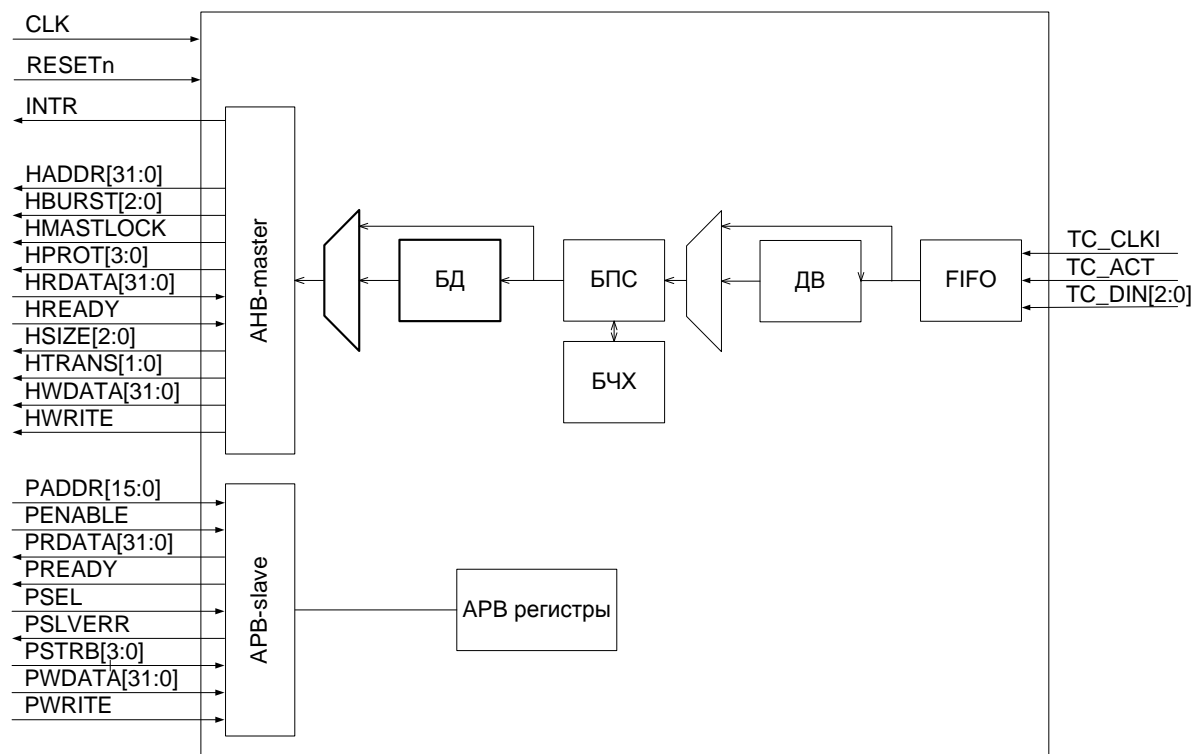 CLK
RESETn
INTR
HADDR[31:0]
HBURST[2:0]
HMASTLOCK
HPROT[3:0]
HRDATA[31:0]
HREADY
HSIZE[2:0]
HTRANS[1:0]
HWDATA[31:0]
HWRITE
AHB-master
БД
БПС
ДВ
FIFO
БЧХ
TC_CLKI
TC_ACT
TC_DIN[2:0]
PADDR[15:0]
PENABLE
PRDATA[31:0]
PREADY
PSEL
PSLVERR
PSTRB[3:0]
PWDATA[31:0]
PWRITE
APB-slave
APB регистры